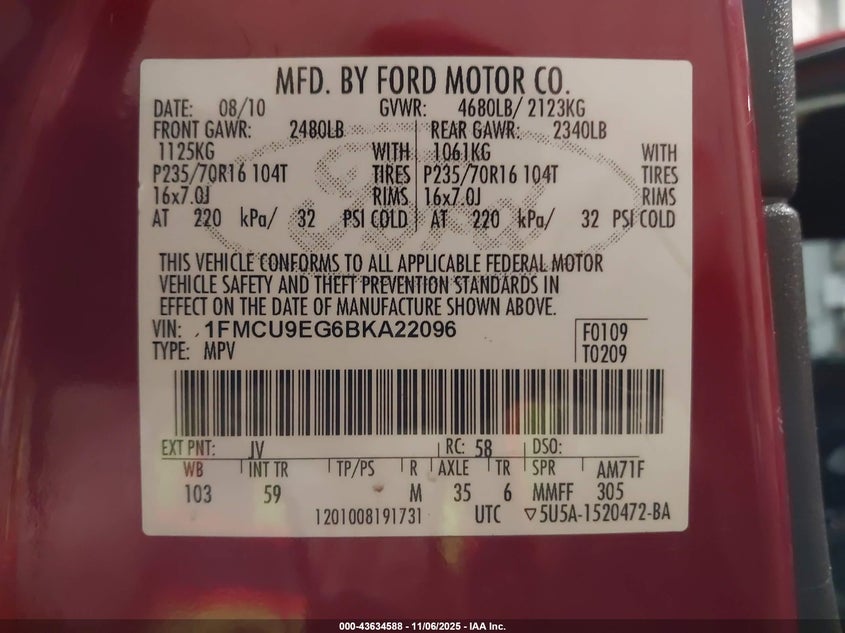 MFD. BY FORD MOTOR CO.
DATE: 08/10 GVWR: 4680LB/ 2123KG
FRONT GAWR: 2480LB REAR GAWR: 2340LB
1125KG WITH 1061KG WITH
P235/70R16 104T TIRES P235/70R16 104T TIRES
16x7.0J RIMS 16x7.0J RIMS
AT 220 kPa/ 32 PSI COLD AT 220 kPa/ 32 PSI COLD
Ford
THIS VEHICLE CONFORMS TO ALL APPLICABLE FEDERAL MOTOR
VEHICLE SAFETY AND THEFT PREVENTION STANDARDS IN
EFFECT ON THE DATE OF MANUFACTURE SHOWN ABOVE.
VIN: 1FMCU9EG6BKA22096 F0109
TYPE: MPV T0209
EXT PNT: JV RC: 58 DSO:
WB INT TR TP/PS R AXLE TR SPR AM71F
103 59 M 35 6 MMFF 305
1201008191731 UTC ▽5U5A-1520472-BA
000-43634588 - 11/06/2025 - IAA Inc.